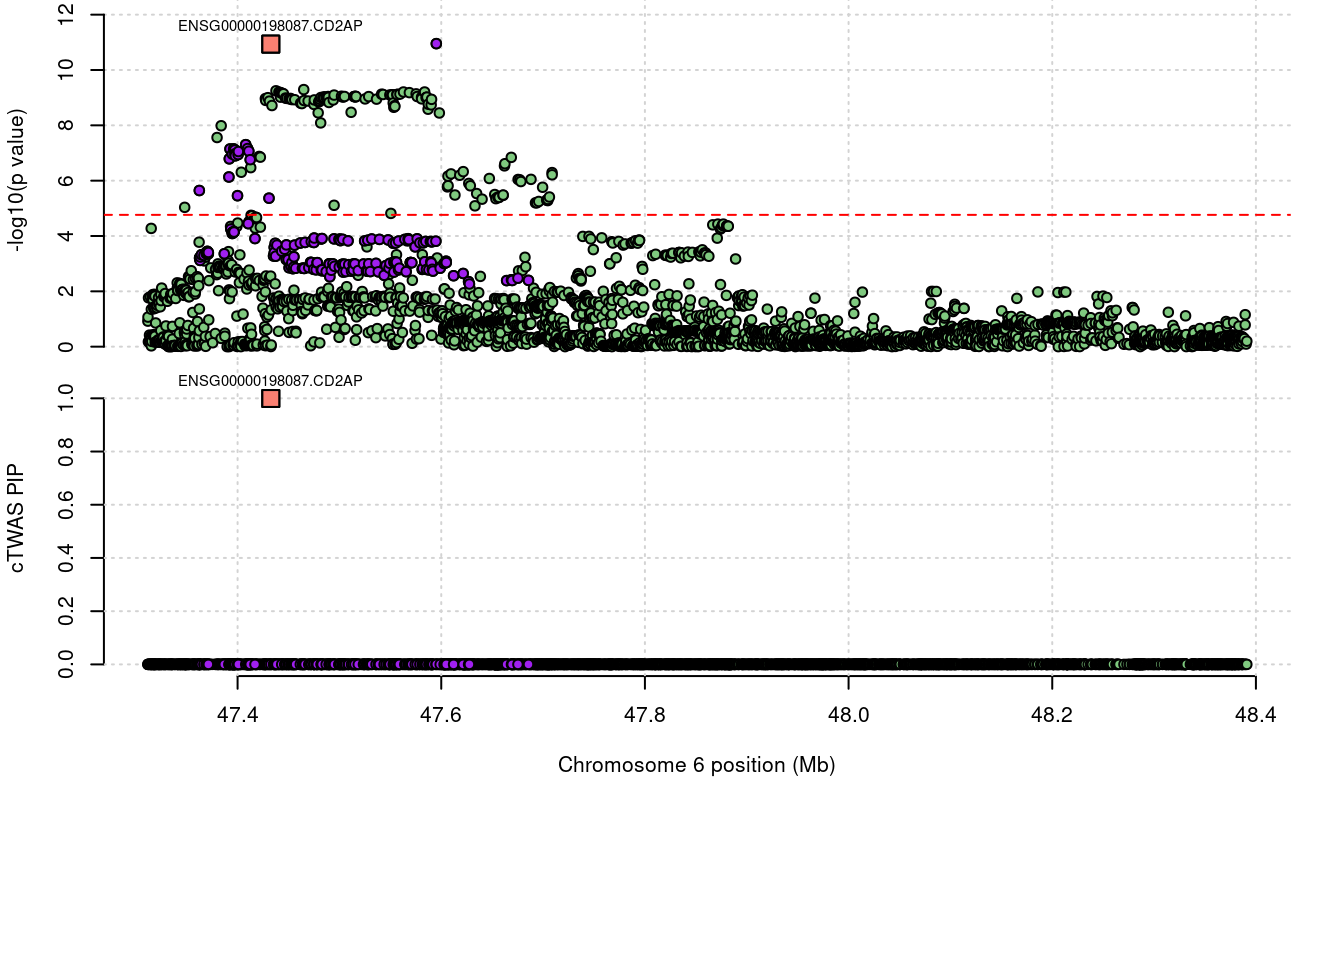 12
ENSG00000198087.CD2AP
10
8
6
4
2
0
-log10(p value)
ENSG00000198087.CD2AP
1.0
0.8
0.6
0.4
0.2
0.0
cTWAS PIP
47.4 47.6 47.8 48.0 48.2 48.4
Chromosome 6 position (Mb)